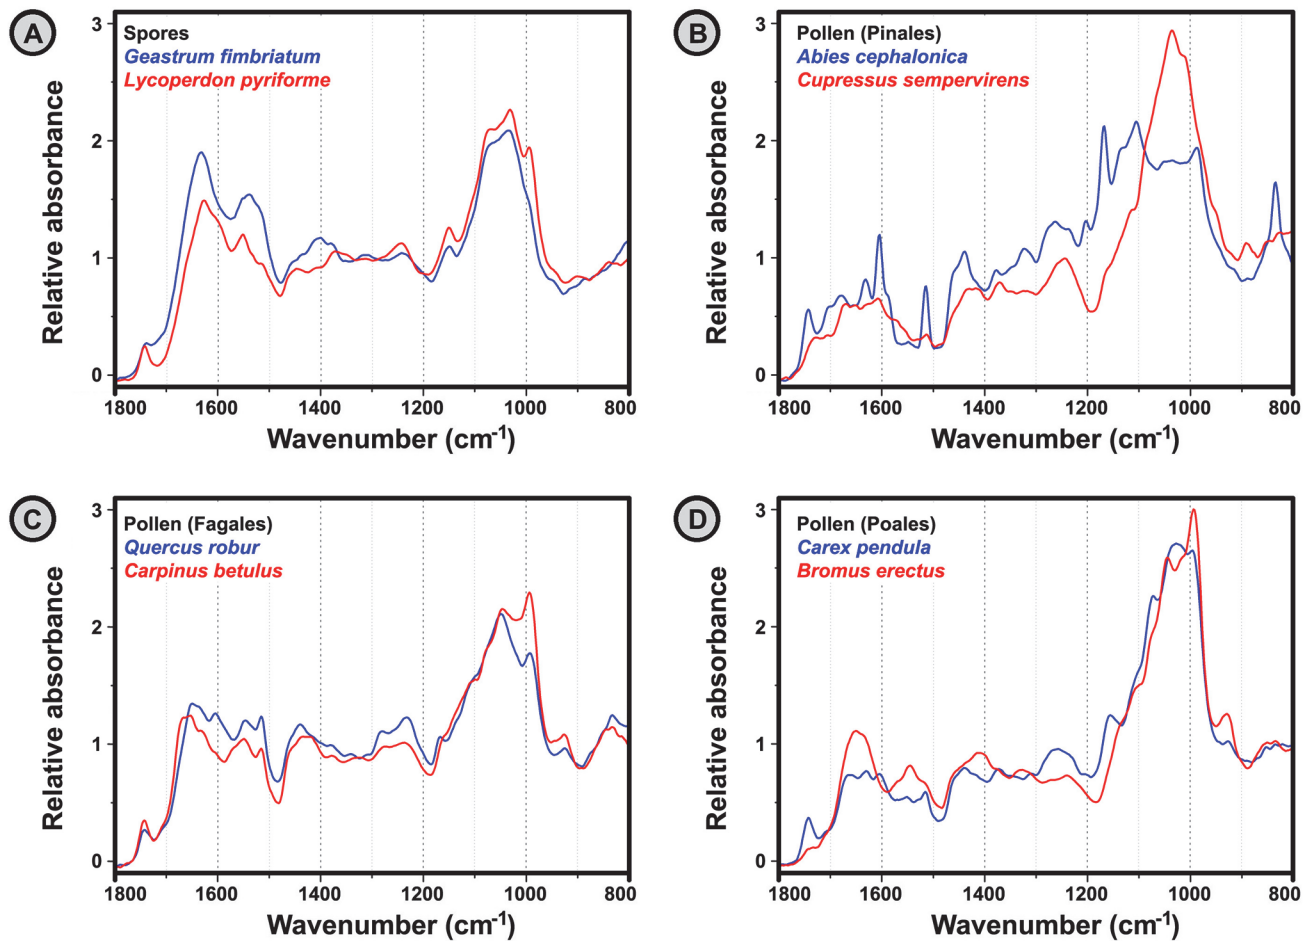 A
Spores
Geastrum fimbriatum
Lycoperdon pyriforme
Relative absorbance
3
2
1
0
1800 1600 1400 1200 1000 800
Wavenumber (cm-1)
B
Pollen (Pinales)
Abies cephalonica
Cupressus sempervirens
Relative absorbance
3
2
1
0
1800 1600 1400 1200 1000 800
Wavenumber (cm-1)
C
Pollen (Fagales)
Quercus robur
Carpinus betulus
Relative absorbance
3
2
1
0
1800 1600 1400 1200 1000 800
Wavenumber (cm-1)
D
Pollen (Poales)
Carex pendula
Bromus erectus
Relative absorbance
3
2
1
0
1800 1600 1400 1200 1000 800
Wavenumber (cm-1)